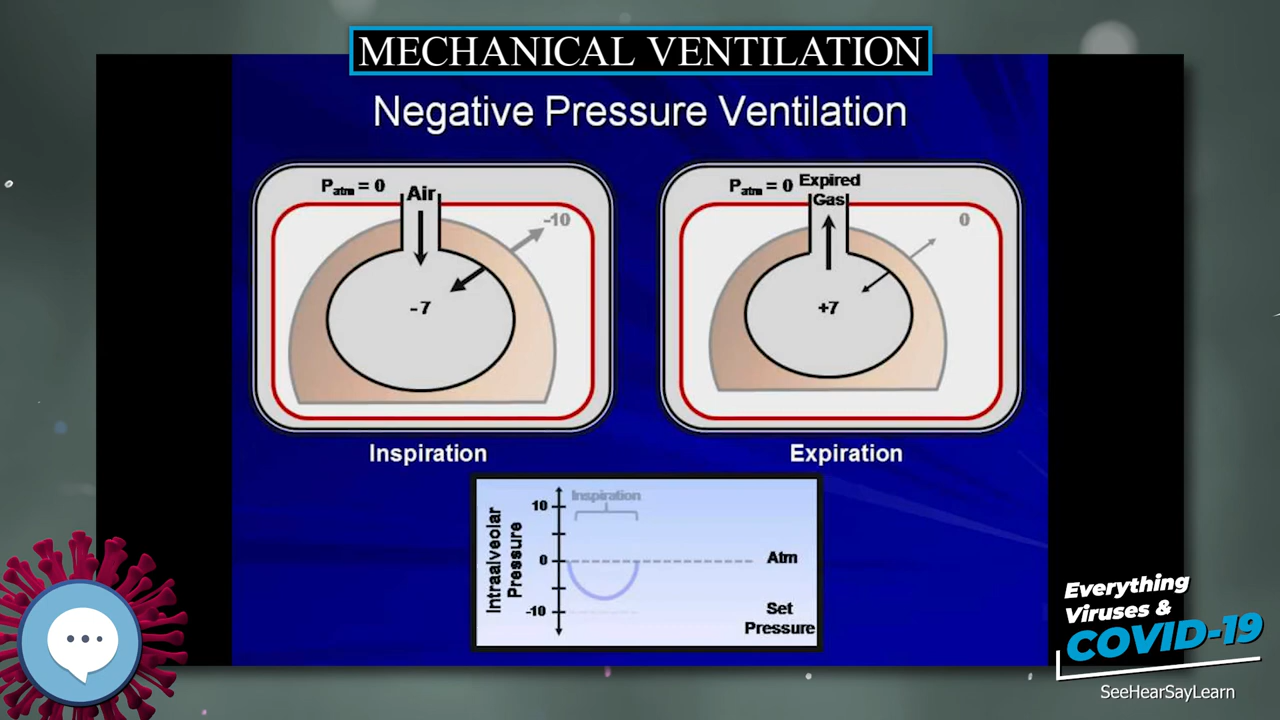 MECHANICAL VENTILATION
Negative Pressure Ventilation
Patm = 0
Air
-10
-7
Inspiration
Patm = 0
Expired
Gas
0
+7
Expiration
Intraalveolar
Pressure
10
0
-10
Inspiration
Atm
Set
Pressure
Everything
Viruses &
COVID-19
SeeHearSayLearn